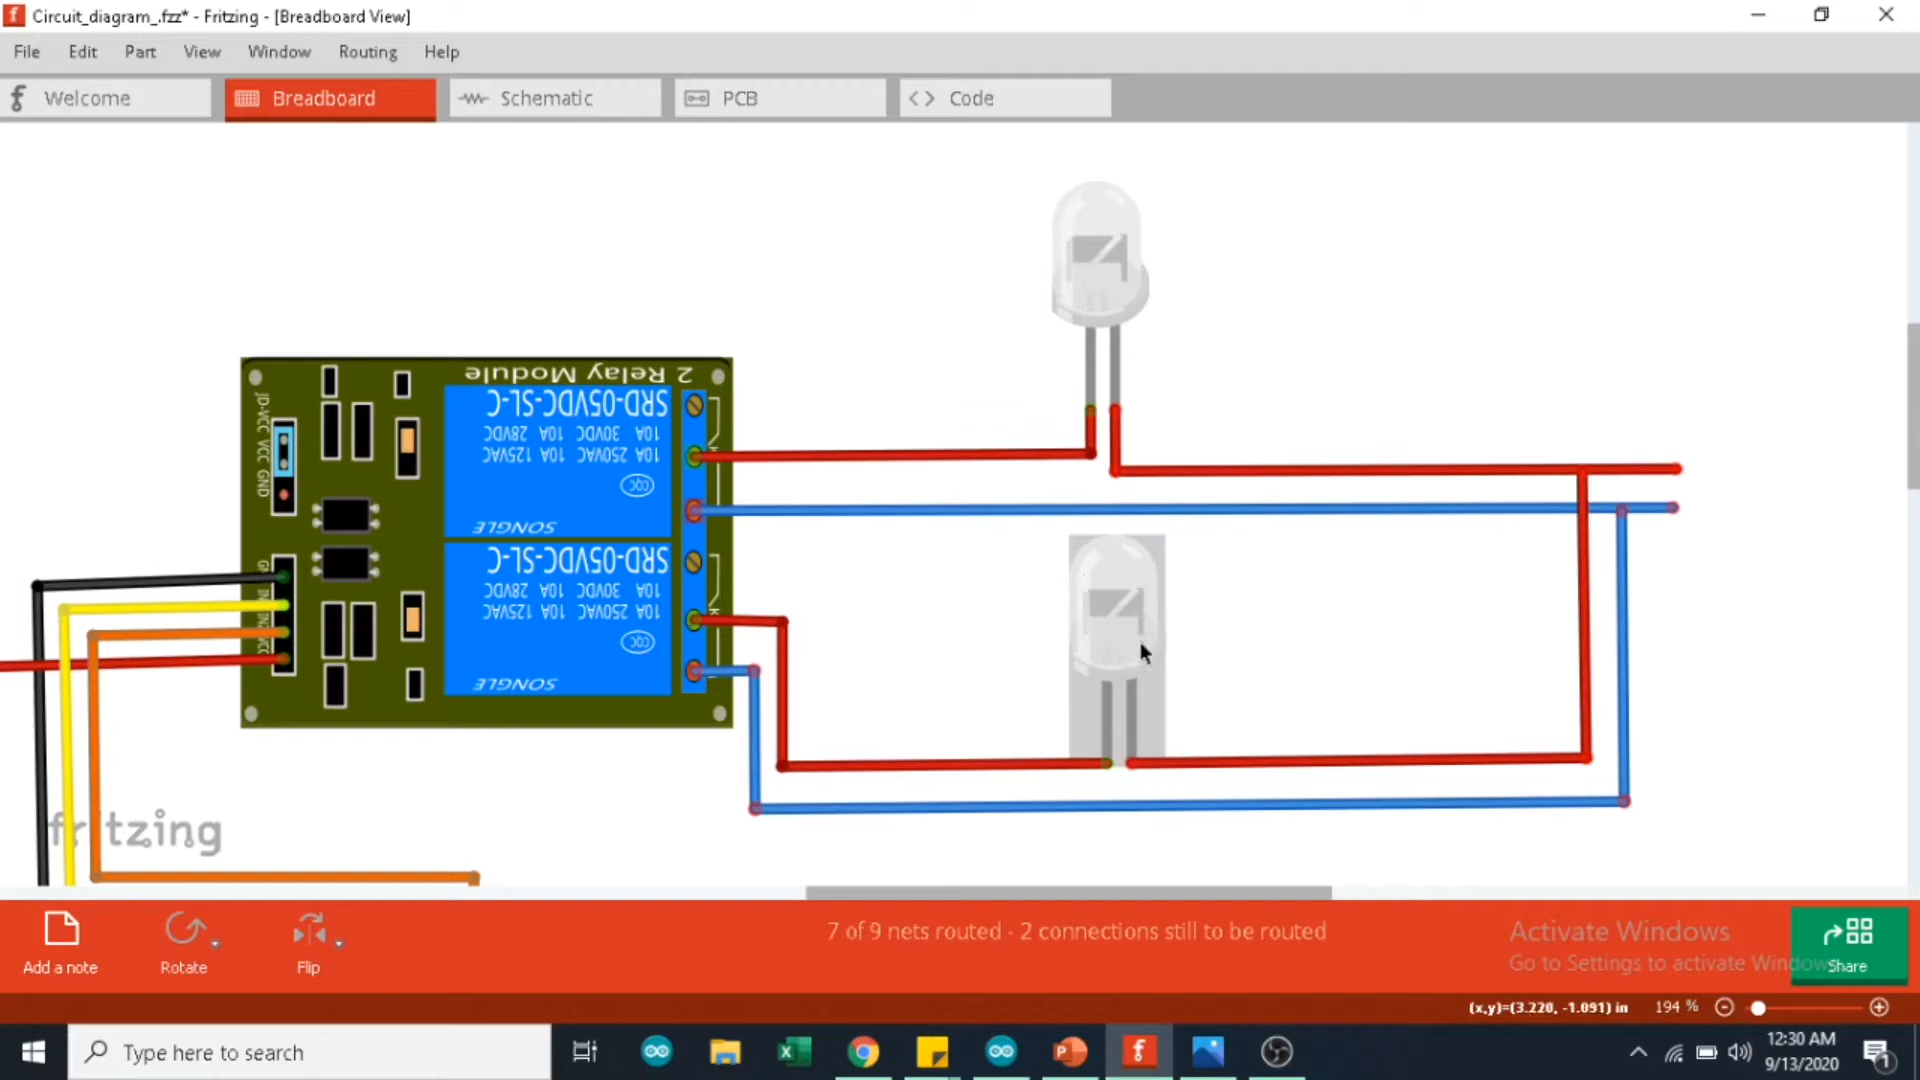 Circuit_diagram_.fzz* - Fritzing - [Breadboard View]
File Edit Part View Window Routing Help
Welcome
Breadboard
Schematic
PCB
Code
2 Relay Module
SRD-05VDC-SL-C
10A 30VDC 10A 28VDC
10A 250VAC 10A 125VAC
CQC
SONGLE
SRD-05VDC-SL-C
10A 30VDC 10A 28VDC
10A 250VAC 10A 125VAC
CQC
SONGLE
JD-VCC VCC GND
VCC
fritzing
Add a note
Rotate
Flip
7 of 9 nets routed - 2 connections still to be routed
Activate Windows
Go to Settings to activate Windows
Share
(x,y)=(3.220, -1.091) in
194 %
Type here to search
12:30 AM
9/13/2020
1